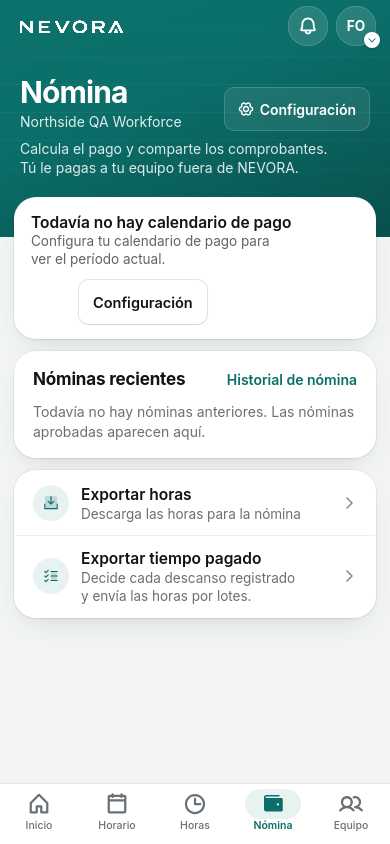 NEVORA
FO
Nómina
Northside QA Workforce
Configuración
Calcula el pago y comparte los comprobantes.
Tú le pagas a tu equipo fuera de NEVORA.
Todavía no hay calendario de pago
Configura tu calendario de pago para
ver el período actual.
Configuración
Nóminas recientes
Historial de nómina
Todavía no hay nóminas anteriores. Las nóminas
aprobadas aparecen aquí.
Exportar horas
Descarga las horas para la nómina
Exportar tiempo pagado
Decide cada descanso registrado
y envía las horas por lotes.
Inicio
Horario
Horas
Nómina
Equipo